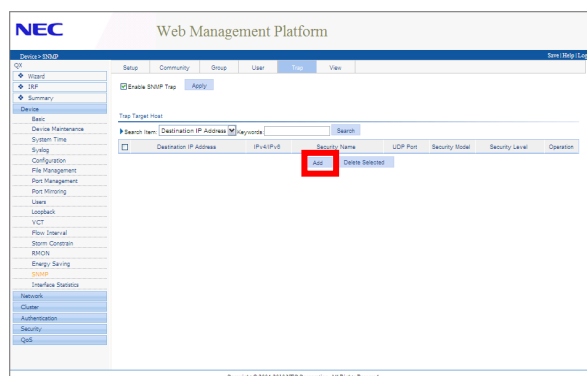 NEC
Web Management Platform
Device > SNMP
Save | Help | Log
QX
Wizard
IRF
Summary
Device
Basic
Device Maintenance
System Time
Syslog
Configuration
File Management
Port Management
Port Mirroring
Users
Loopback
VCT
Flow Interval
Storm Constrain
RMON
Energy Saving
SNMP
Interface Statistics
Network
Cluster
Authentication
Security
QoS
Setup Community Group User Trap View
Enable SNMP Trap Apply
Trap Target Host
Search Item: Destination IP Address Keywords: Search
Destination IP Address IPv4/IPv6 Security Name UDP Port Security Model Security Level Operation
Add Delete Selected